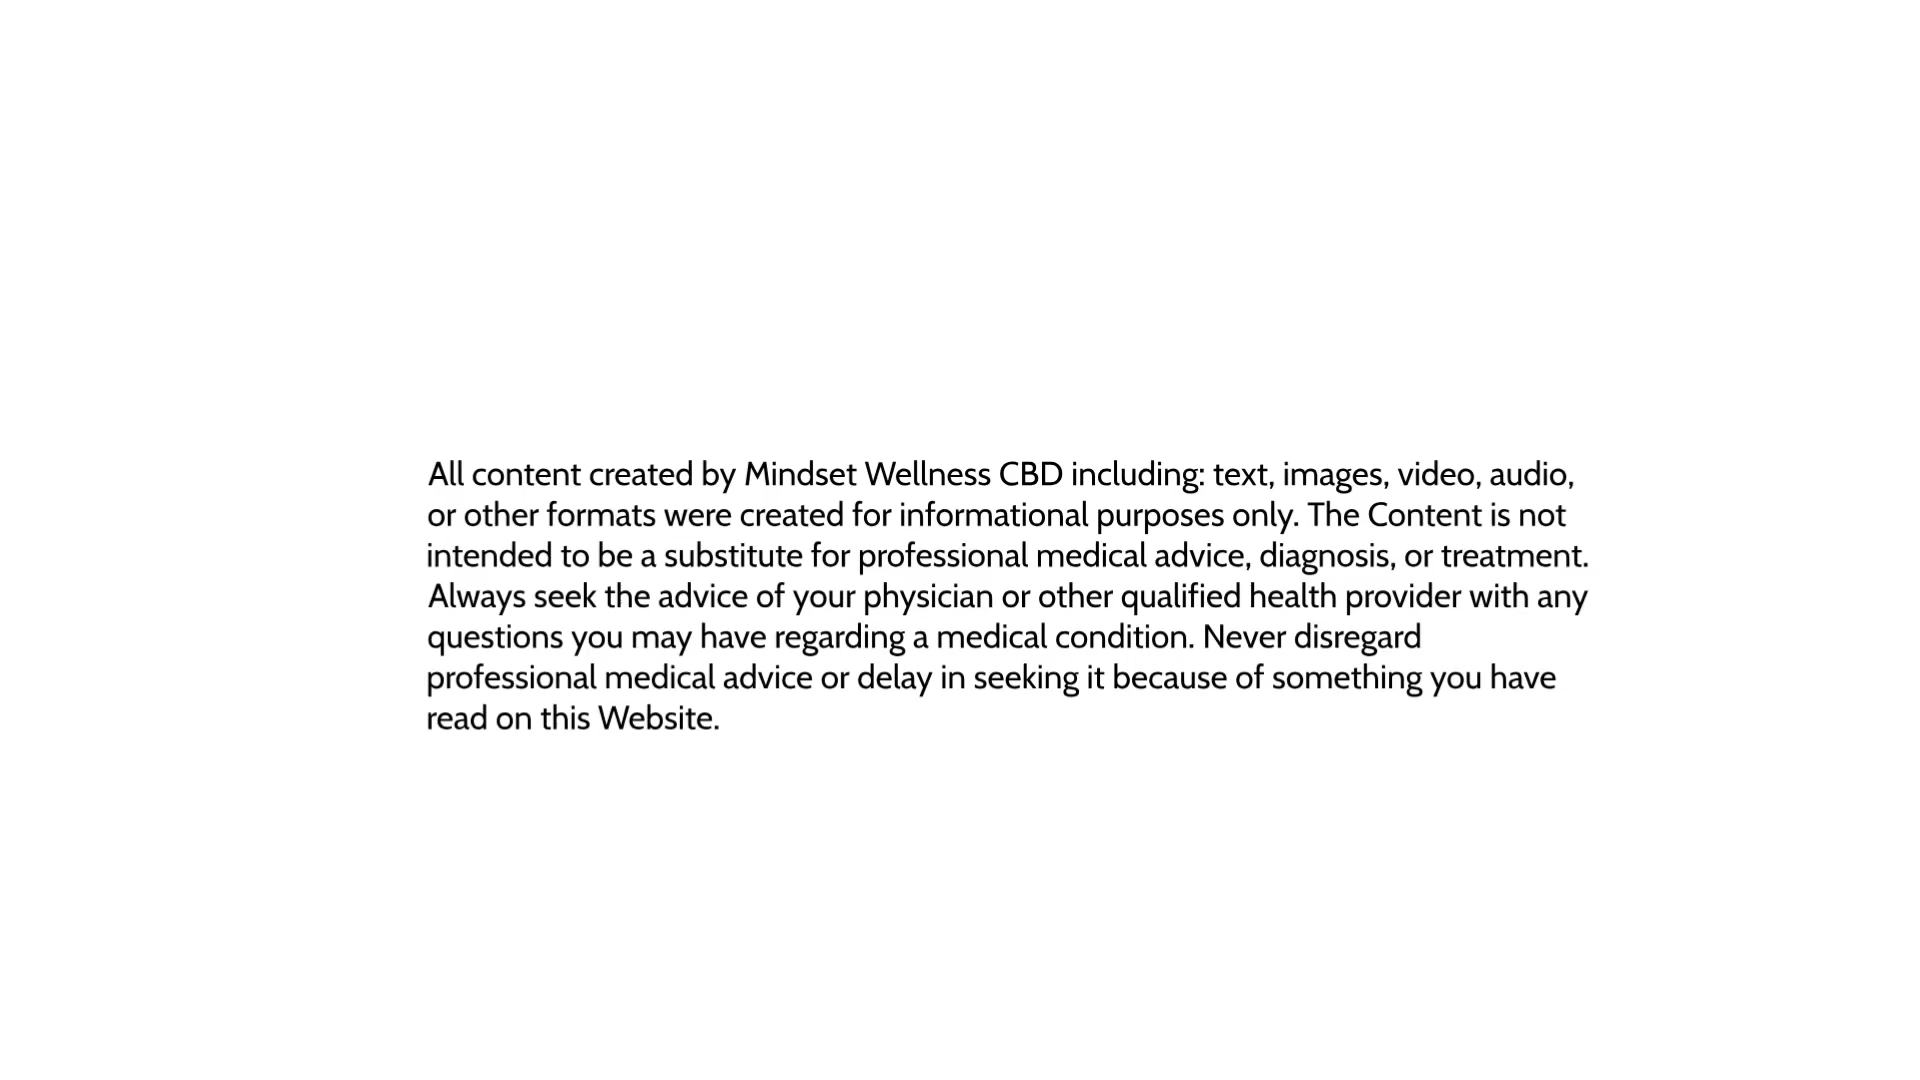 All content created by Mindset Wellness CBD including: text, images, video, audio,
or other formats were created for informational purposes only. The Content is not
intended to be a substitute for professional medical advice, diagnosis, or treatment.
Always seek the advice of your physician or other qualified health provider with any
questions you may have regarding a medical condition. Never disregard
professional medical advice or delay in seeking it because of something you have
read on this Website.